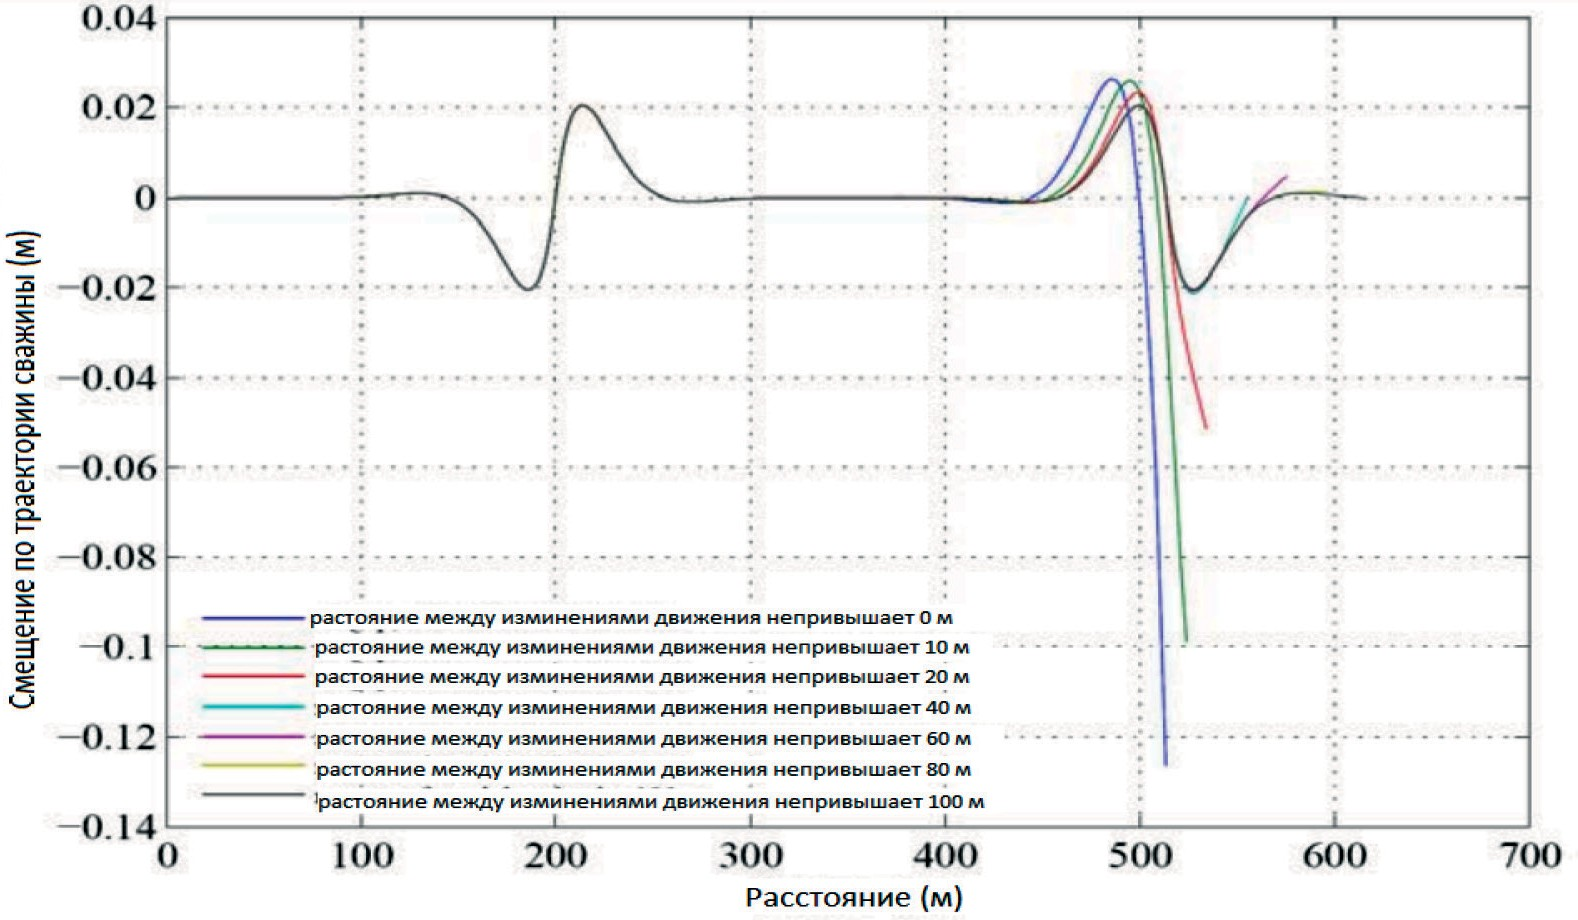 0.04
0.02
0
−0.02
−0.04
−0.06
−0.08
−0.1
−0.12
−0.14
Смещение по траектории сважины (м)
растояние между изминениями движения непривышает 0 м
растояние между изминениями движения непривышает 10 м
растояние между изминениями движения непривышает 20 м
растояние между изминениями движения непривышает 40 м
растояние между изминениями движения непривышает 60 м
растояние между изминениями движения непривышает 80 м
растояние между изминениями движения непривышает 100 м
0 100 200 300 400 500 600 700
Расстояние (м)